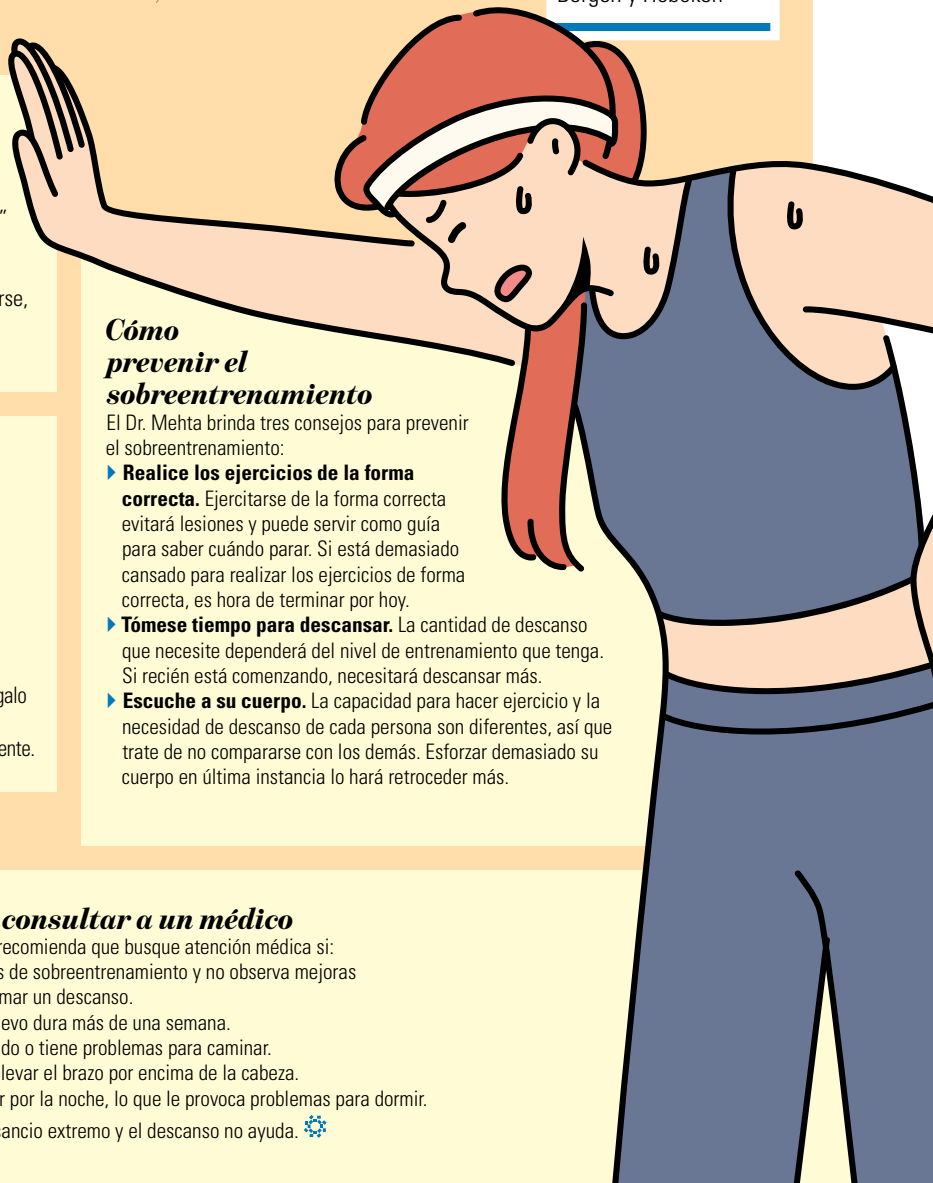 Bergen y Hoboken
”
rse,
galo
ente.
Cómo
prevenir el
sobreentrenamiento
El Dr. Mehta brinda tres consejos para prevenir
el sobreentrenamiento:
Realice los ejercicios de la forma
correcta. Ejercitarse de la forma correcta
evitará lesiones y puede servir como guía
para saber cuándo parar. Si está demasiado
cansado para realizar los ejercicios de forma
correcta, es hora de terminar por hoy.
Tómese tiempo para descansar. La cantidad de descanso
que necesite dependerá del nivel de entrenamiento que tenga.
Si recién está comenzando, necesitará descansar más.
Escuche a su cuerpo. La capacidad para hacer ejercicio y la
necesidad de descanso de cada persona son diferentes, así que
trate de no compararse con los demás. Esforzar demasiado su
cuerpo en última instancia lo hará retroceder más.
consultar a un médico
recomienda que busque atención médica si:
s de sobreentrenamiento y no observa mejoras
mar un descanso.
evo dura más de una semana.
do o tiene problemas para caminar.
levar el brazo por encima de la cabeza.
r por la noche, lo que le provoca problemas para dormir.
sancio extremo y el descanso no ayuda.